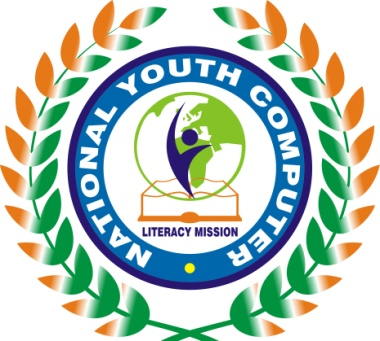 NATIONAL YOUTH COMPUTER
LITERACY MISSION